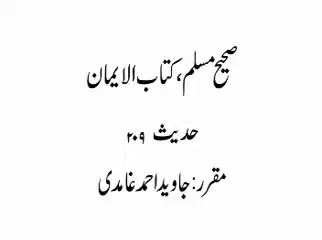 صحیح مسلم، کتاب الایمان
حدیث ۲۰۹
مقرر: جاوید احمد غامدی